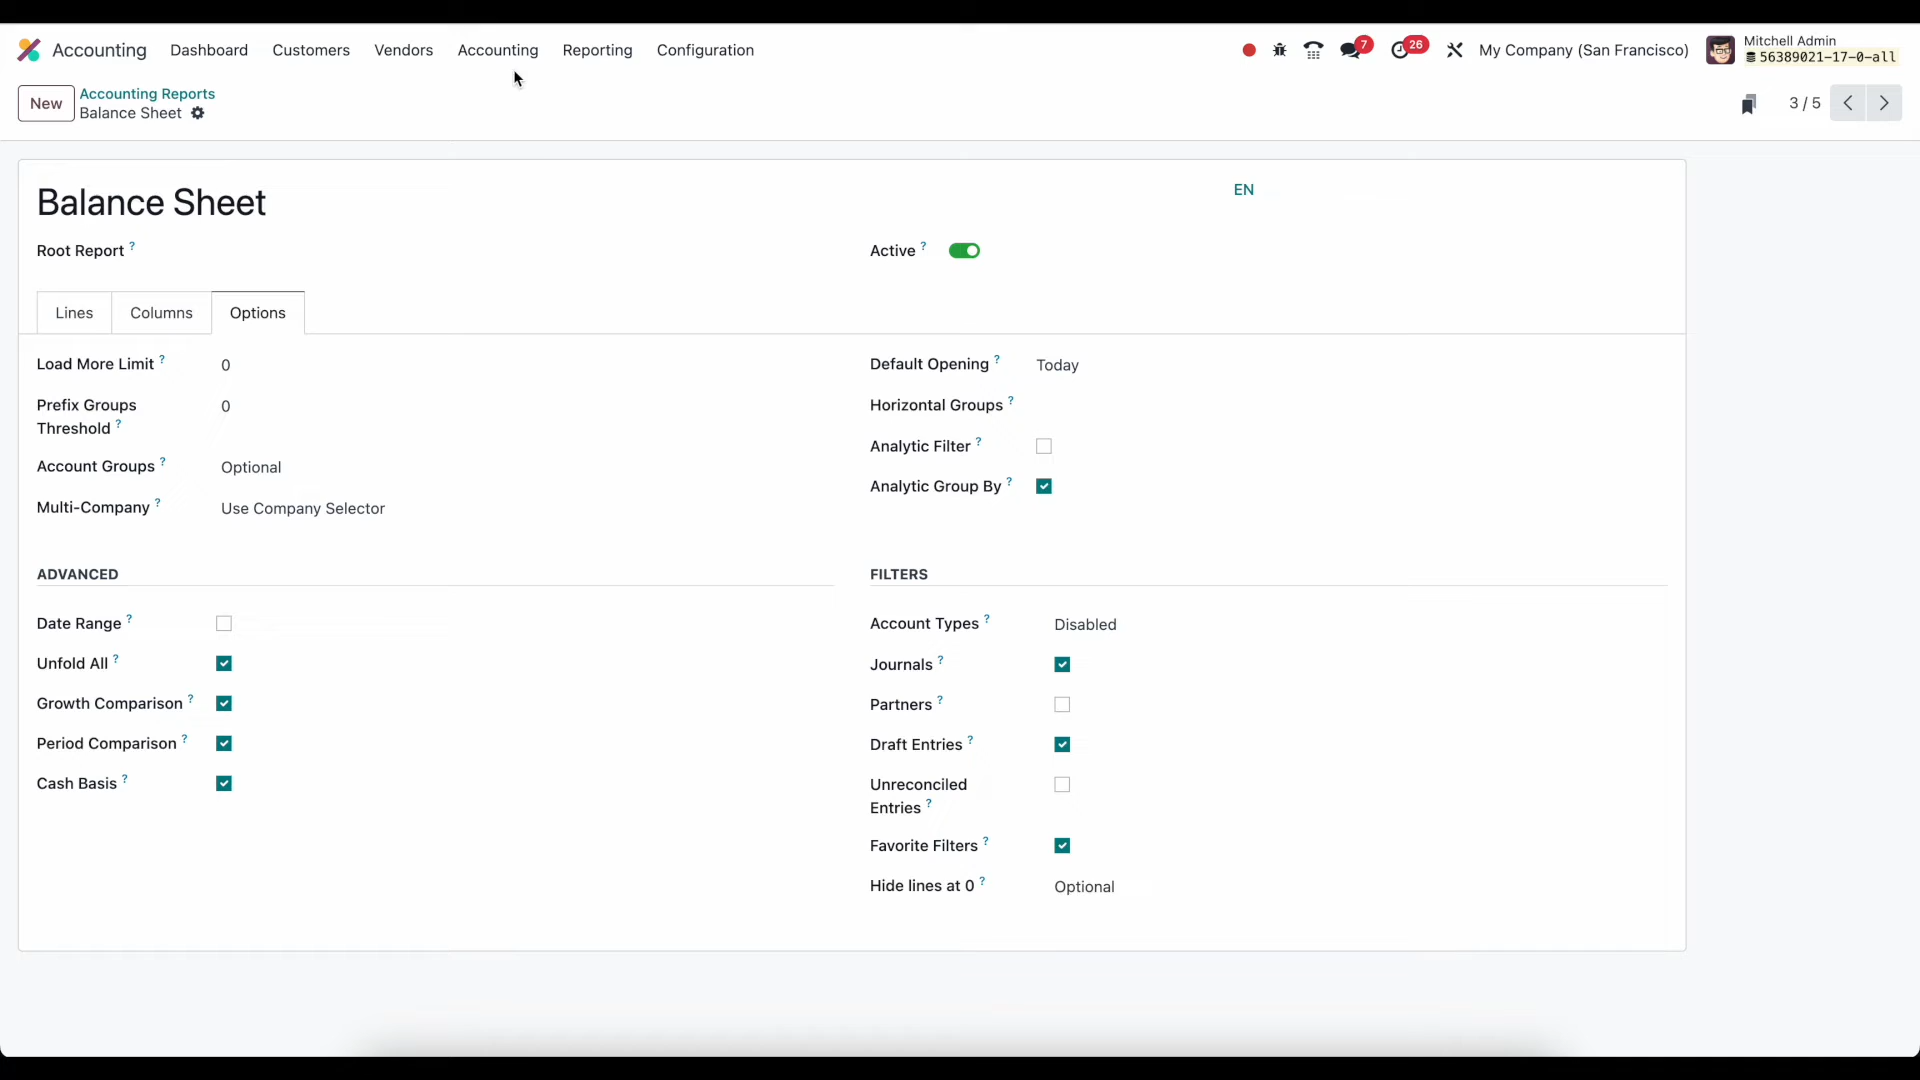 Accounting Dashboard Customers Vendors Accounting Reporting Configuration 7 26 My Company (San Francisco) Mitchell Admin
56389021-17-0-all
New Accounting Reports 3 / 5
Balance Sheet
Balance Sheet EN
Root Report ? Active ?
Lines Columns Options
Load More Limit ? 0 Default Opening ? Today
Prefix Groups 0 Horizontal Groups ?
Threshold ?
Analytic Filter ?
Account Groups ? Optional
Analytic Group By ?
Multi-Company ? Use Company Selector
ADVANCED FILTERS
Date Range ? Account Types ? Disabled
Unfold All ? Journals ?
Growth Comparison ? Partners ?
Period Comparison ? Draft Entries ?
Cash Basis ? Unreconciled
Entries ?
Favorite Filters ?
Hide lines at 0 ? Optional